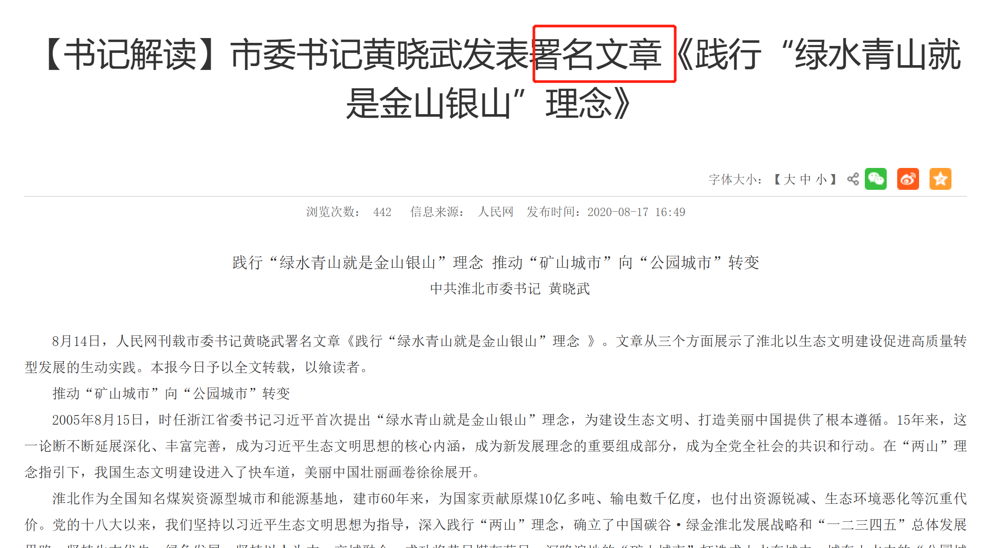 【书记解读】市委书记黄晓武发表署名文章《践行“绿水青山就
是金山银山”理念》
字体大小：【大 中 小】
浏览次数： 442 信息来源： 人民网 发布时间：2020-08-17 16:49
践行“绿水青山就是金山银山”理念 推动“矿山城市”向“公园城市”转变
中共淮北市委书记 黄晓武
8月14日，人民网刊载市委书记黄晓武署名文章《践行“绿水青山就是金山银山”理念 》。文章从三个方面展示了淮北以生态文明建设促进高质量转
型发展的生动实践。本报今日予以全文转载，以飨读者。
推动“矿山城市”向“公园城市”转变
2005年8月15日，时任浙江省委书记习近平首次提出“绿水青山就是金山银山”理念，为建设生态文明、打造美丽中国提供了根本遵循。15年来，这
一论断不断延展深化、丰富完善，成为习近平生态文明思想的核心内涵，成为新发展理念的重要组成部分，成为全党全社会的共识和行动。在“两山”理
念指引下，我国生态文明建设进入了快车道，美丽中国壮丽画卷徐徐展开。
淮北作为全国知名煤炭资源型城市和能源基地，建市60年来，为国家贡献原煤10亿多吨、输电数千亿度，也付出资源锐减、生态环境恶化等沉重代
价。党的十八大以来，我们坚持以习近平生态文明思想为指导，深入践行“两山”理念，确立了中国碳谷·绿金淮北发展战略和“一二三四五”总体发展